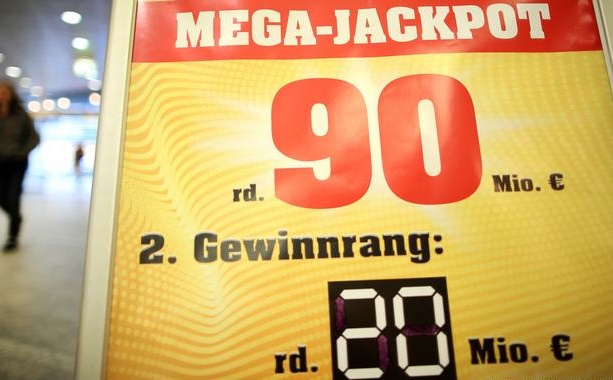 MEGA-JACKPOT
rd. 90 Mio. €
2. Gewinnrang:
rd. 20 Mio. €